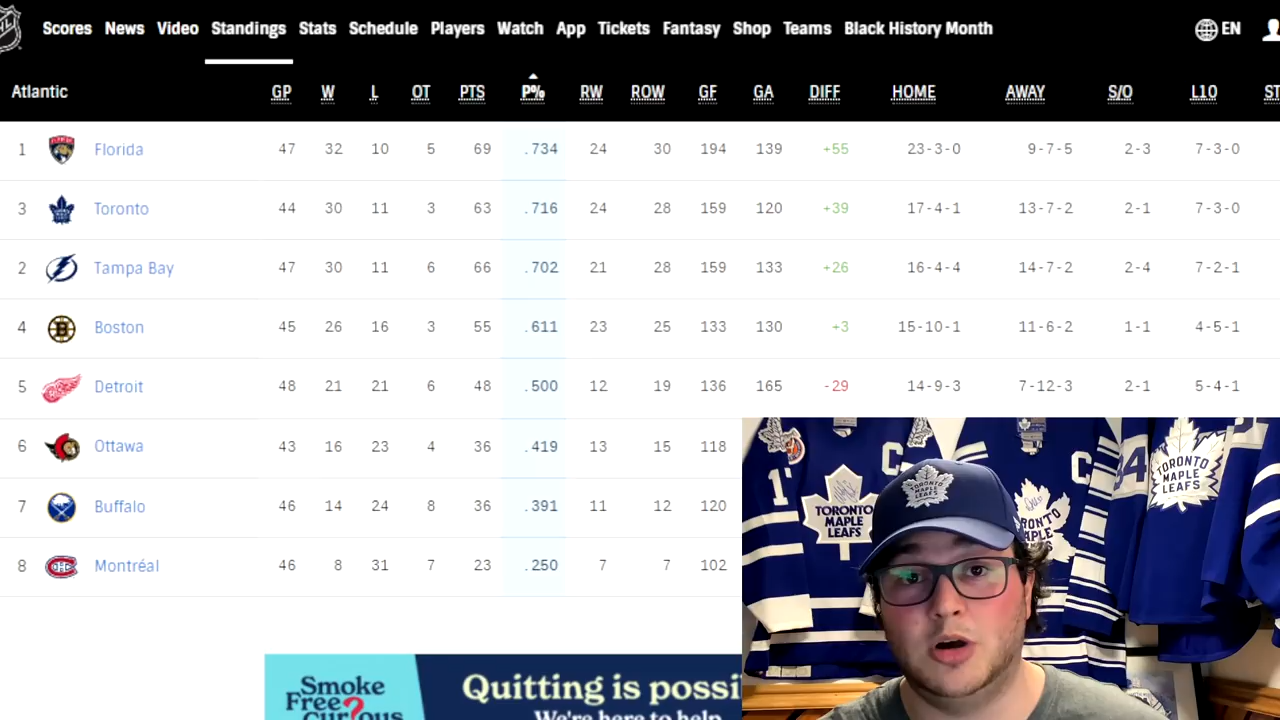 Scores News Video Standings Stats Schedule Players Watch App Tickets Fantasy Shop Teams Black History Month EN
Atlantic GP W L OT PTS P% RW ROW GF GA DIFF HOME AWAY S/O L10 ST
1 Florida 47 32 10 5 69 .734 24 30 194 139 +55 23-3-0 9-7-5 2-3 7-3-0
3 Toronto 44 30 11 3 63 .716 24 28 159 120 +39 17-4-1 13-7-2 2-1 7-3-0
2 Tampa Bay 47 30 11 6 66 .702 21 28 159 133 +26 16-4-4 14-7-2 2-4 7-2-1
4 Boston 45 26 16 3 55 .611 23 25 133 130 +3 15-10-1 11-6-2 1-1 4-5-1
5 Detroit 48 21 21 6 48 .500 12 19 136 165 -29 14-9-3 7-12-3 2-1 5-4-1
6 Ottawa 43 16 23 4 36 .419 13 15 118
7 Buffalo 46 14 24 8 36 .391 11 12 120
8 Montréal 46 8 31 7 23 .250 7 7 102
C
C
TORONTO
MAPLE
LEAFS
TORONTO
MAPLE
LEAFS
TORONTO
MAPLE
LEAFS
Smoke
Free
Curious
Quitting is possi
We're here to help